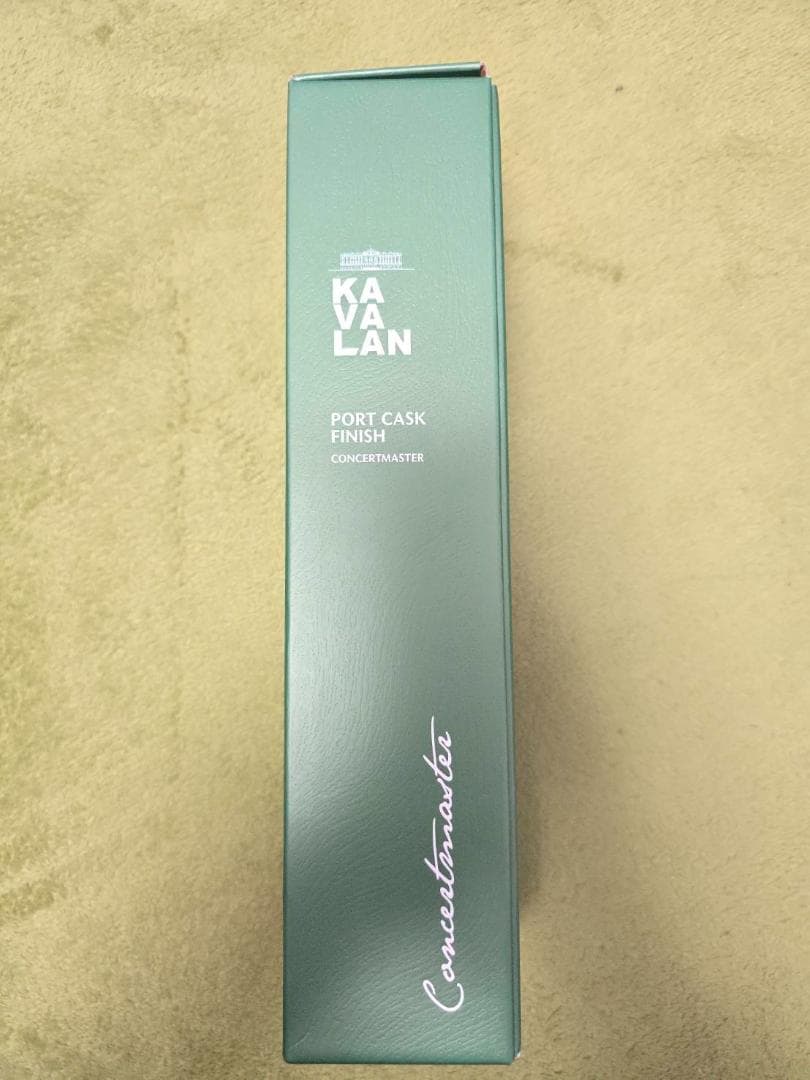 KA
VA
LAN
PORT CASK
FINISH
CONCERTMASTER
Concertmaster